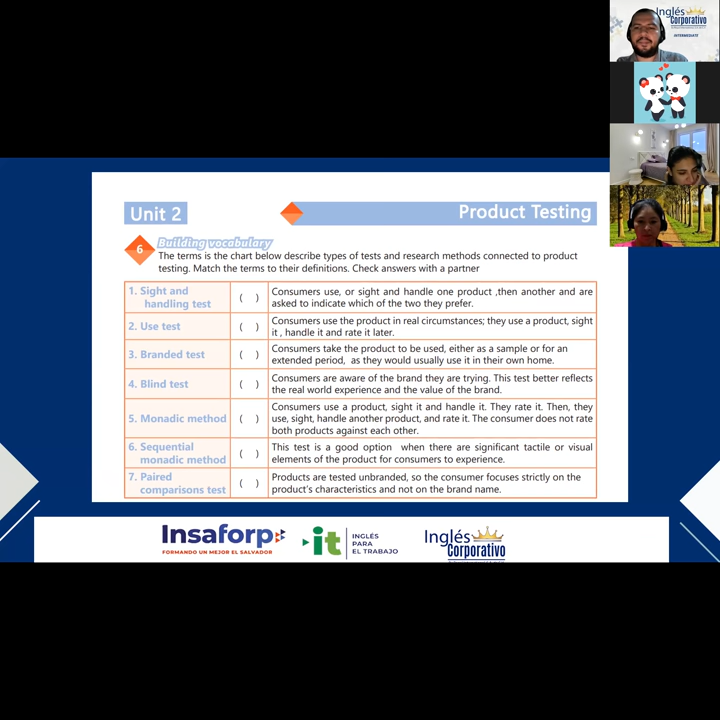 Inglés
Corporativo
INTERMEDIATE
Unit 2
Product Testing
6
Building vocabulary
The terms is the chart below describe types of tests and research methods connected to product
testing. Match the terms to their definitions. Check answers with a partner
1. Sight and
handling test
( )
Consumers use, or sight and handle one product ,then another and are
asked to indicate which of the two they prefer.
2. Use test
( )
Consumers use the product in real circumstances; they use a product, sight
it , handle it and rate it later.
3. Branded test
( )
Consumers take the product to be used, either as a sample or for an
extended period, as they would usually use it in their own home.
4. Blind test
( )
Consumers are aware of the brand they are trying. This test better reflects
the real world experience and the value of the brand.
5. Monadic method
( )
Consumers use a product, sight it and handle it. They rate it. Then, they
use, sight, handle another product, and rate it. The consumer does not rate
both products against each other.
6. Sequential
monadic method
( )
This test is a good option when there are significant tactile or visual
elements of the product for consumers to experience.
7. Paired
comparisons test
( )
Products are tested unbranded, so the consumer focuses strictly on the
product's characteristics and not on the brand name.
Insaforp
FORMANDO UN MEJOR EL SALVADOR
it
INGLÉS
PARA
EL TRABAJO
Inglés
Corporativo